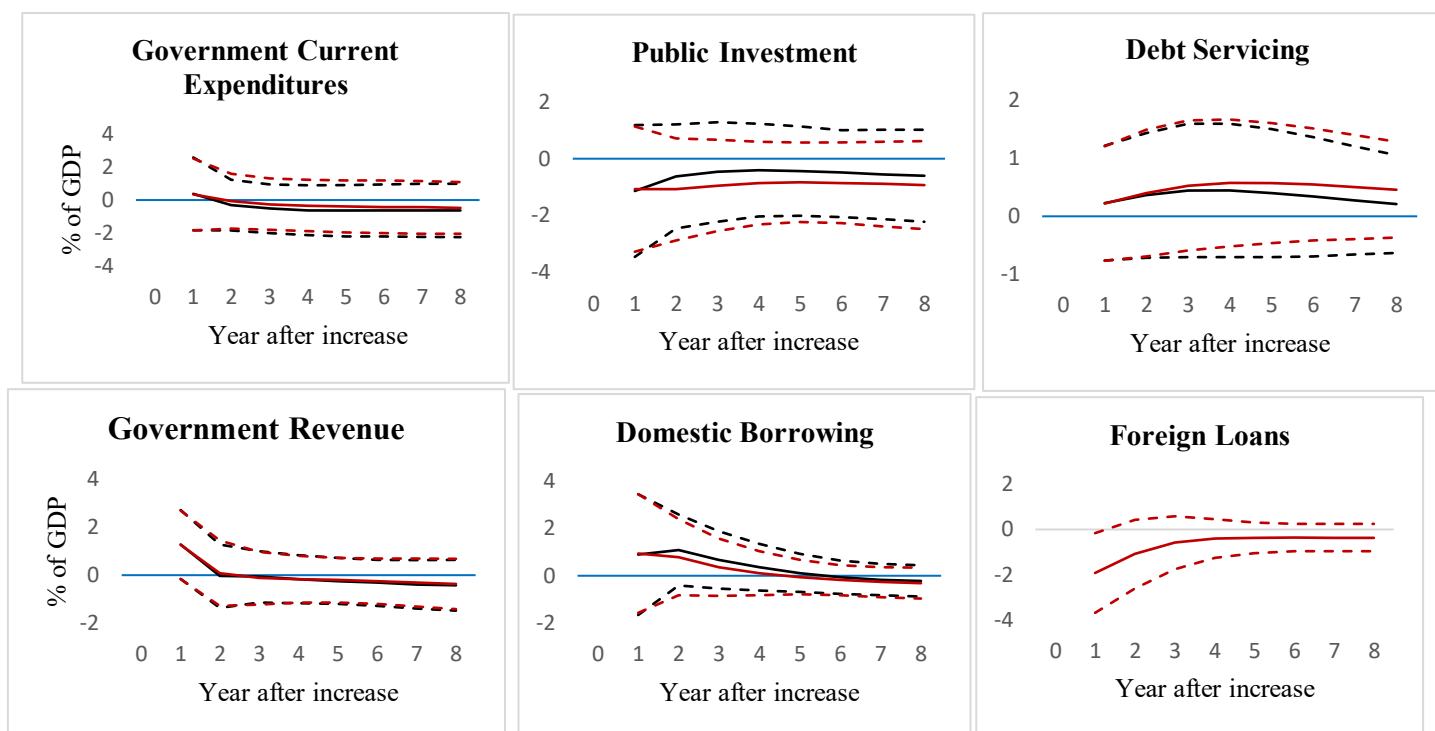 Government Current
Expenditures
% of GDP
4
2
0
-2
-4
0 1 2 3 4 5 6 7 8
Year after increase
Public Investment
2
0
-2
-4
0 1 2 3 4 5 6 7 8
Year after increase
Debt Servicing
2
1
0
-1
0 1 2 3 4 5 6 7 8
Year after increase
Government Revenue
% of GDP
4
2
0
-2
0 1 2 3 4 5 6 7 8
Year after increase
Domestic Borrowing
4
2
0
-2
0 1 2 3 4 5 6 7 8
Year after increase
Foreign Loans
2
0
-2
-4
0 1 2 3 4 5 6 7 8
Year after increase